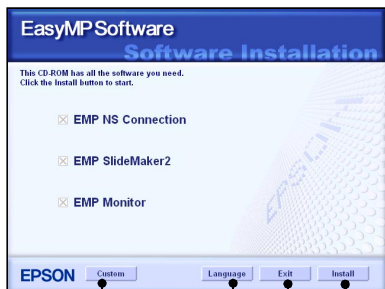 EasyMP Software
Software Installation
This CD-ROM has all the software you need.
Click the Install button to start.
EMP NS Connection
EMP SlideMaker2
EMP Monitor
EPSON
EPSON Custom Language Exit Install